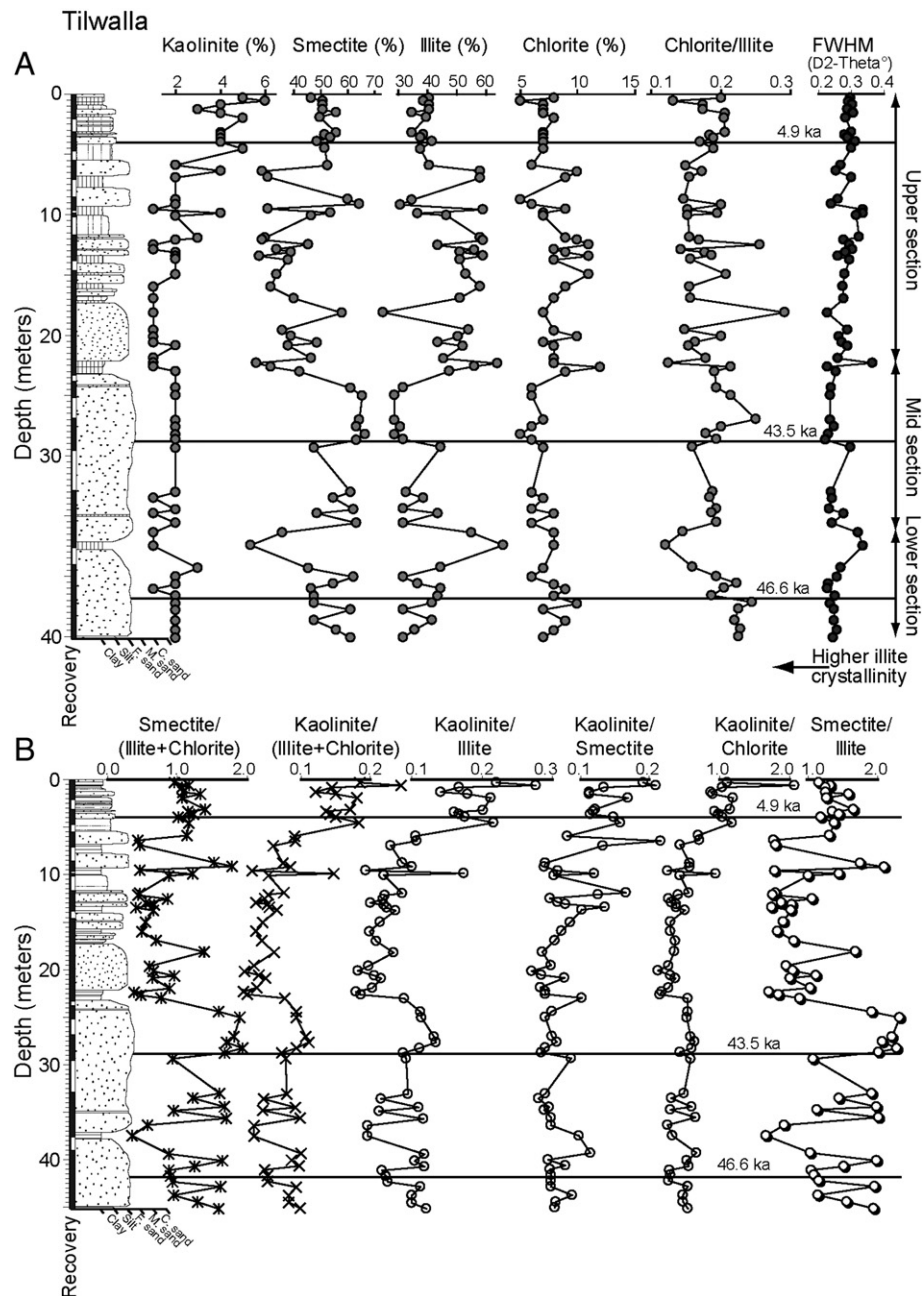 Tilwalla
A
Kaolinite (%) Smectite (%) Illite (%) Chlorite (%) Chlorite/Illite FWHM
(D2-Theta°)
2 4 6 40 50 60 70 30 40 50 60 5 10 15 0.1 0.2 0.3 0.2 0.3 0.4
0
10
20
30
40
Depth (meters)
4.9 ka
43.5 ka
46.6 ka
Upper section
Mid section
Lower section
Higher illite
crystallinity
Recovery
Clay
Silt
F. sand
M. sand
C. sand
B
Smectite/
(Illite+Chlorite)
Kaolinite/
(Illite+Chlorite)
Kaolinite/
Illite
Kaolinite/
Smectite
Kaolinite/
Chlorite
Smectite/
Illite
0.0 1.0 2.0 0.1 0.2 0.1 0.3 0.1 0.2 1.0 2.0 1.0 2.0
0
10
20
30
40
Depth (meters)
4.9 ka
43.5 ka
46.6 ka
Recovery
Clay
Silt
F. sand
M. sand
C. sand